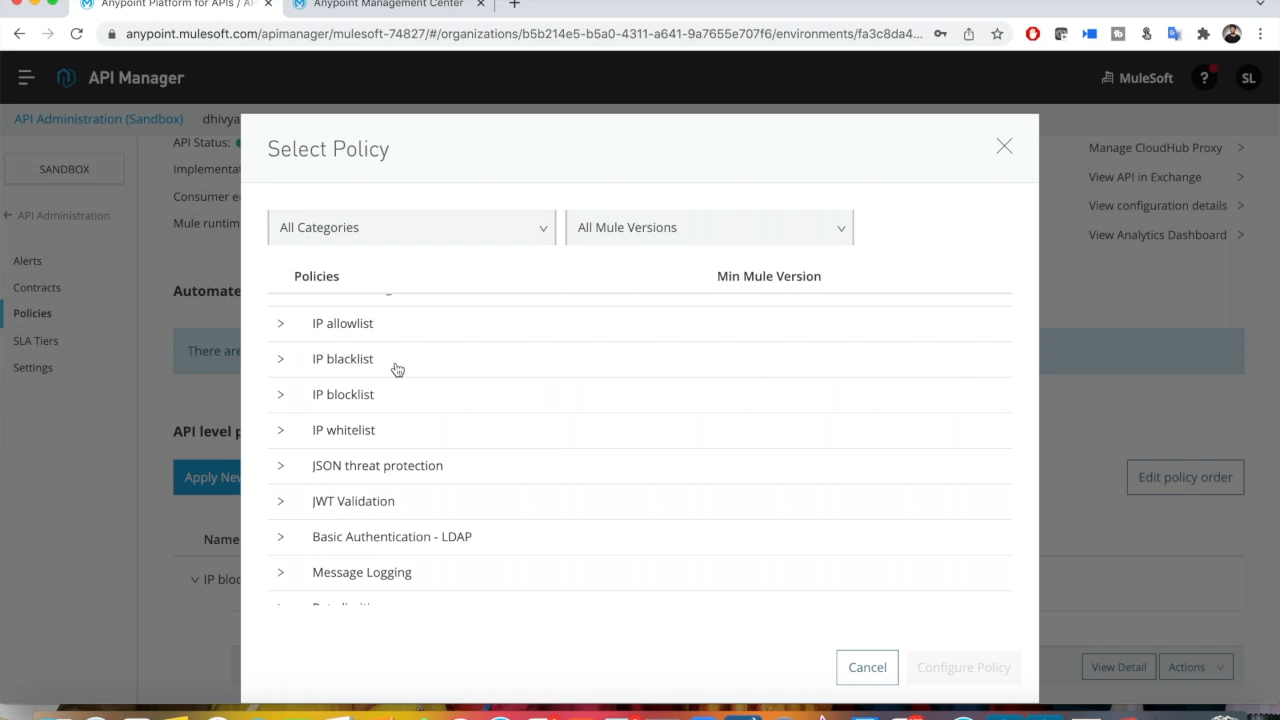 Anypoint Platform for APIs / AP
Anypoint Management Center
anypoint.mulesoft.com/apimanager/mulesoft-74827/#/organizations/b5b214e5-b5a0-4311-a641-9a7655e707f6/environments/fa3c8da4...
API Manager
MuleSoft
?
SL
API Administration (Sandbox)
dhivya
SANDBOX
API Administration
Alerts
Contracts
Policies
SLA Tiers
Settings
API Status:
Implementat
Consumer e
Mule runtim
Manage CloudHub Proxy
View API in Exchange
View configuration details
View Analytics Dashboard
Automate
There are
API level p
Apply New
Edit policy order
Name
IP bloc
View Detail
Actions
Select Policy
All Categories
All Mule Versions
Policies
Min Mule Version
IP allowlist
IP blacklist
IP blocklist
IP whitelist
JSON threat protection
JWT Validation
Basic Authentication - LDAP
Message Logging
Cancel
Configure Policy